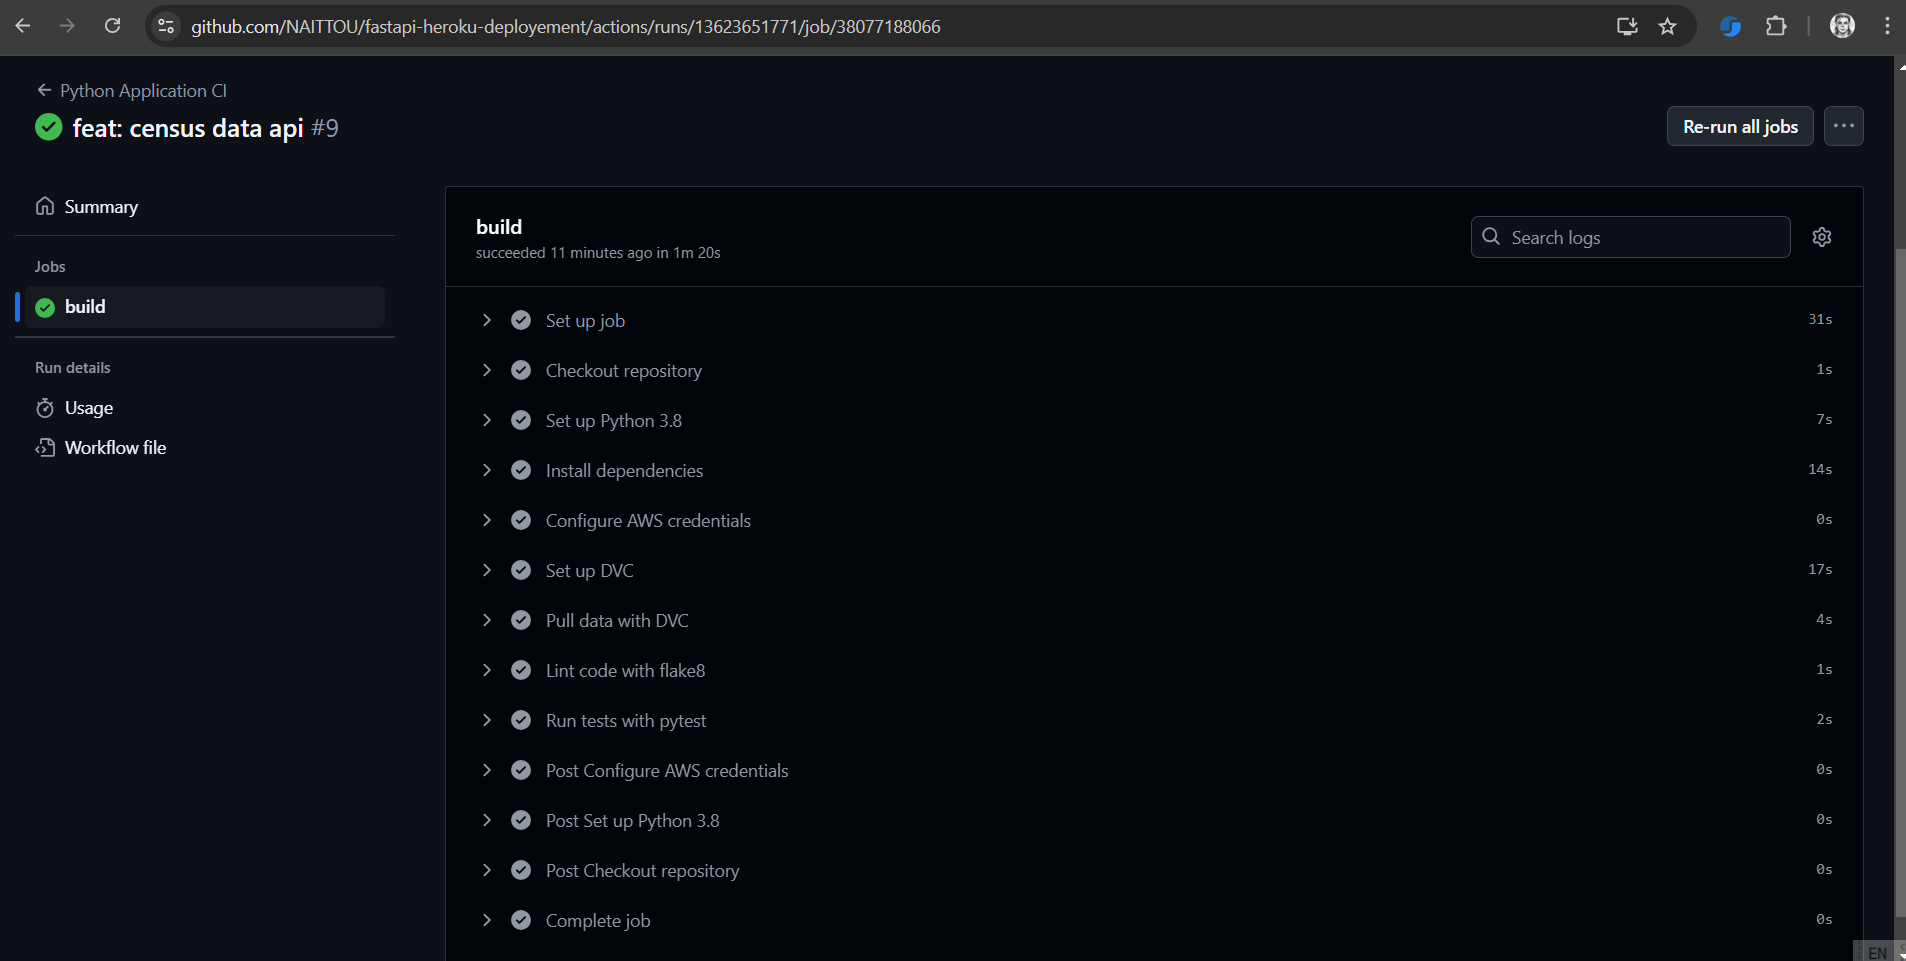 github.com/NAITTOU/fastapi-heroku-deployement/actions/runs/13623651771/job/38077188066
Python Application CI
feat: census data api #9
Re-run all jobs
Summary
Jobs
build
Run details
Usage
Workflow file
build
succeeded 11 minutes ago in 1m 20s
Search logs
Set up job 31s
Checkout repository 1s
Set up Python 3.8 7s
Install dependencies 14s
Configure AWS credentials 0s
Set up DVC 17s
Pull data with DVC 4s
Lint code with flake8 1s
Run tests with pytest 2s
Post Configure AWS credentials 0s
Post Set up Python 3.8 0s
Post Checkout repository 0s
Complete job 0s
EN